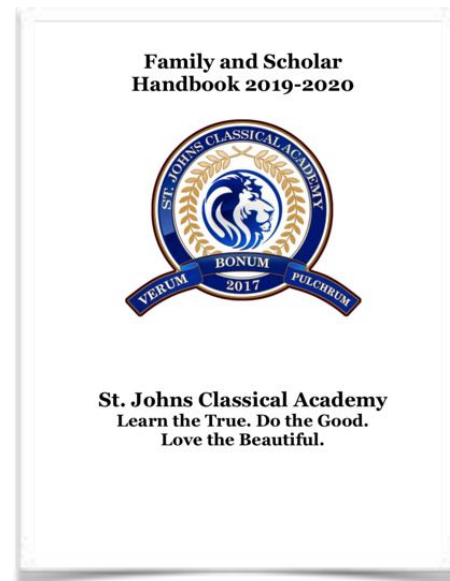 Family and Scholar
Handbook 2019-2020
ST. JOHNS CLASSICAL ACADEMY
VERUM
BONUM
PULCHRUM
2017
St. Johns Classical Academy
Learn the True. Do the Good.
Love the Beautiful.